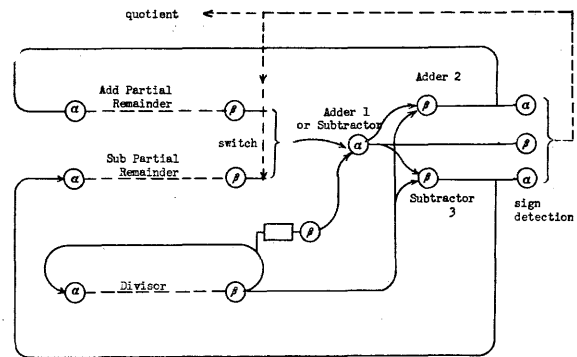 quotient
Add Partial
Remainder
α
β
Adder 2
β
α
Adder 1
or Subtractor
switch
α
β
Sub Partial
Remainder
α
β
β
α
Subtractor
3
sign
detection
β
Divisor
α
β